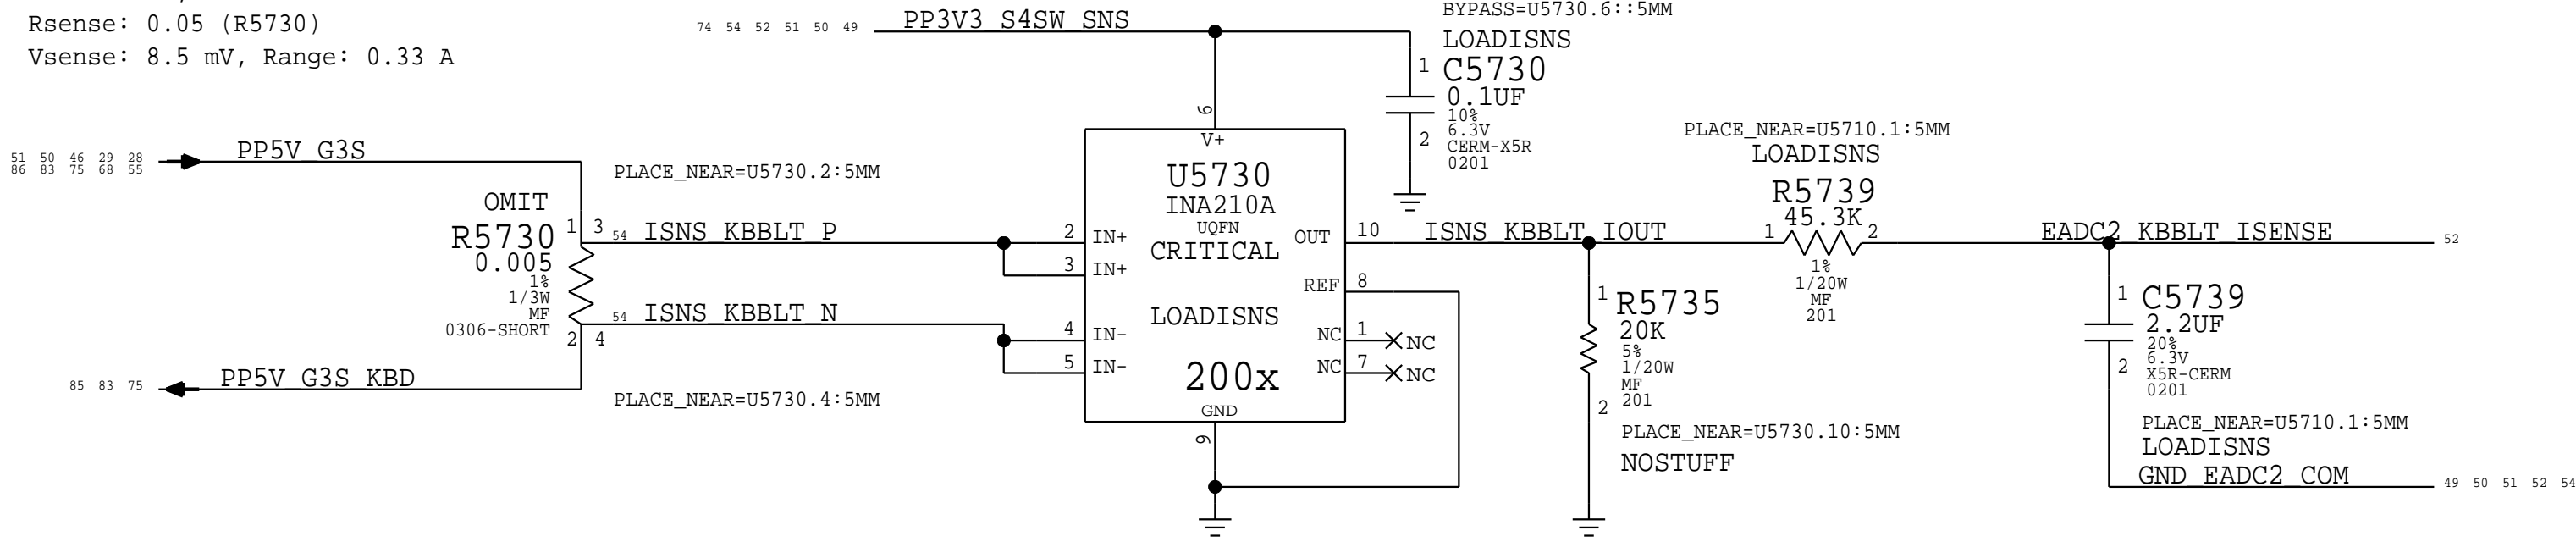 Rsense: 0.05 (R5730)
Vsense: 8.5 mV, Range: 0.33 A
74 54 52 51 50 49
PP3V3_S4SW_SNS
BYPASS=U5730.6::5MM
LOADISNS
1
C5730
0.1UF
10%
6.3V
CERM-X5R
0201
2
6
V+
U5730
INA210A
UQFN
CRITICAL
LOADISNS
200x
GND
9
51 50 46 29 28
86 83 75 68 55
PP5V_G3S
PLACE_NEAR=U5730.2:5MM
OMIT
R5730
0.005
1%
1/3W
MF
0306-SHORT
1 3
2 4
54 ISNS_KBBLT_P
54 ISNS_KBBLT_N
2 IN+
3 IN+
4 IN-
5 IN-
85 83 75
PP5V_G3S_KBD
PLACE_NEAR=U5730.4:5MM
OUT 10
REF 8
NC 1 NC
NC 7 NC
ISNS_KBBLT_IOUT
PLACE_NEAR=U5710.1:5MM
LOADISNS
R5739
45.3K
1 2
1%
1/20W
MF
201
1
R5735
20K
5%
1/20W
MF
201
2
PLACE_NEAR=U5730.10:5MM
NOSTUFF
EADC2_KBBLT_ISENSE
52
1
C5739
2.2UF
20%
6.3V
X5R-CERM
0201
2
PLACE_NEAR=U5710.1:5MM
LOADISNS
GND_EADC2_COM
49 50 51 52 54